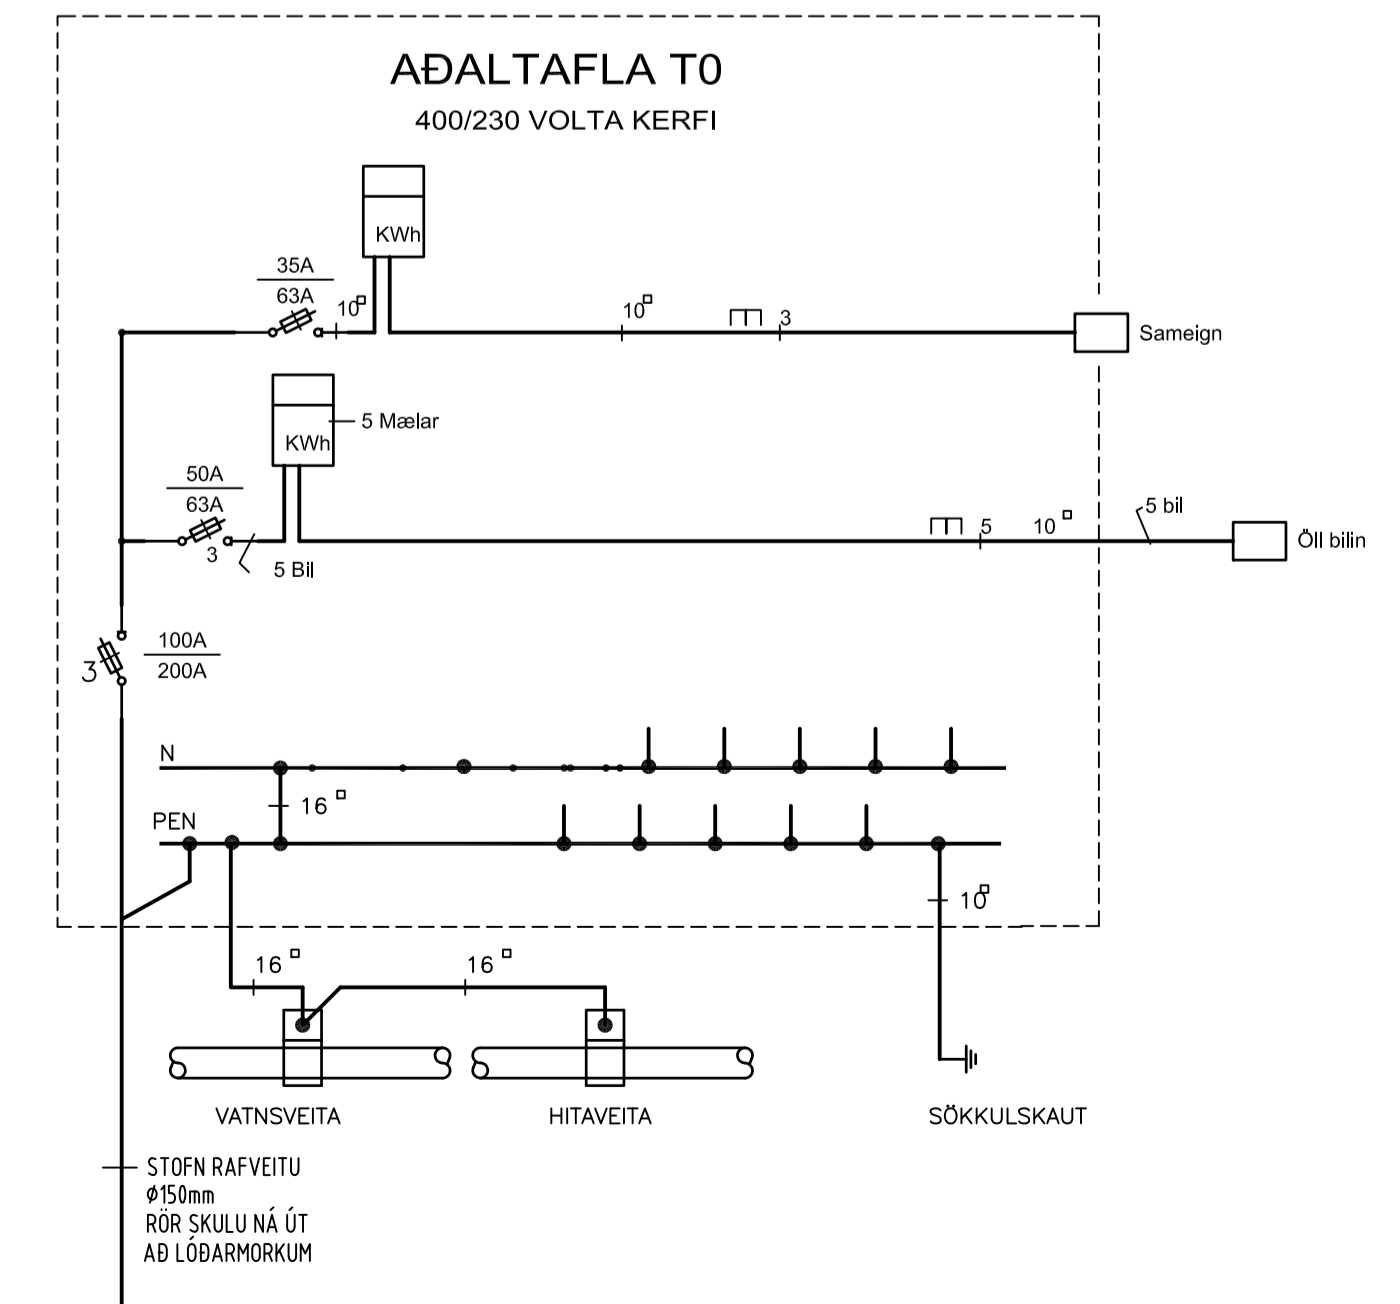 AÐALTAFLA T0
400/230 VOLTA KERFI
KWh
35A
63A
10□
10□
3
Sameign
5 Mælar
KWh
50A
63A
3
5 Bil
5
10□
5 bil
Öll bilin
3
100A
200A
N
16□
PEN
10□
16□
16□
VATNSVEITA
HITAVEITA
SÖKKULSKAUT
STOFN RAFVEITU
Ø150mm
RÖR SKULU NÁ ÚT
AÐ LÓÐARMORKUM